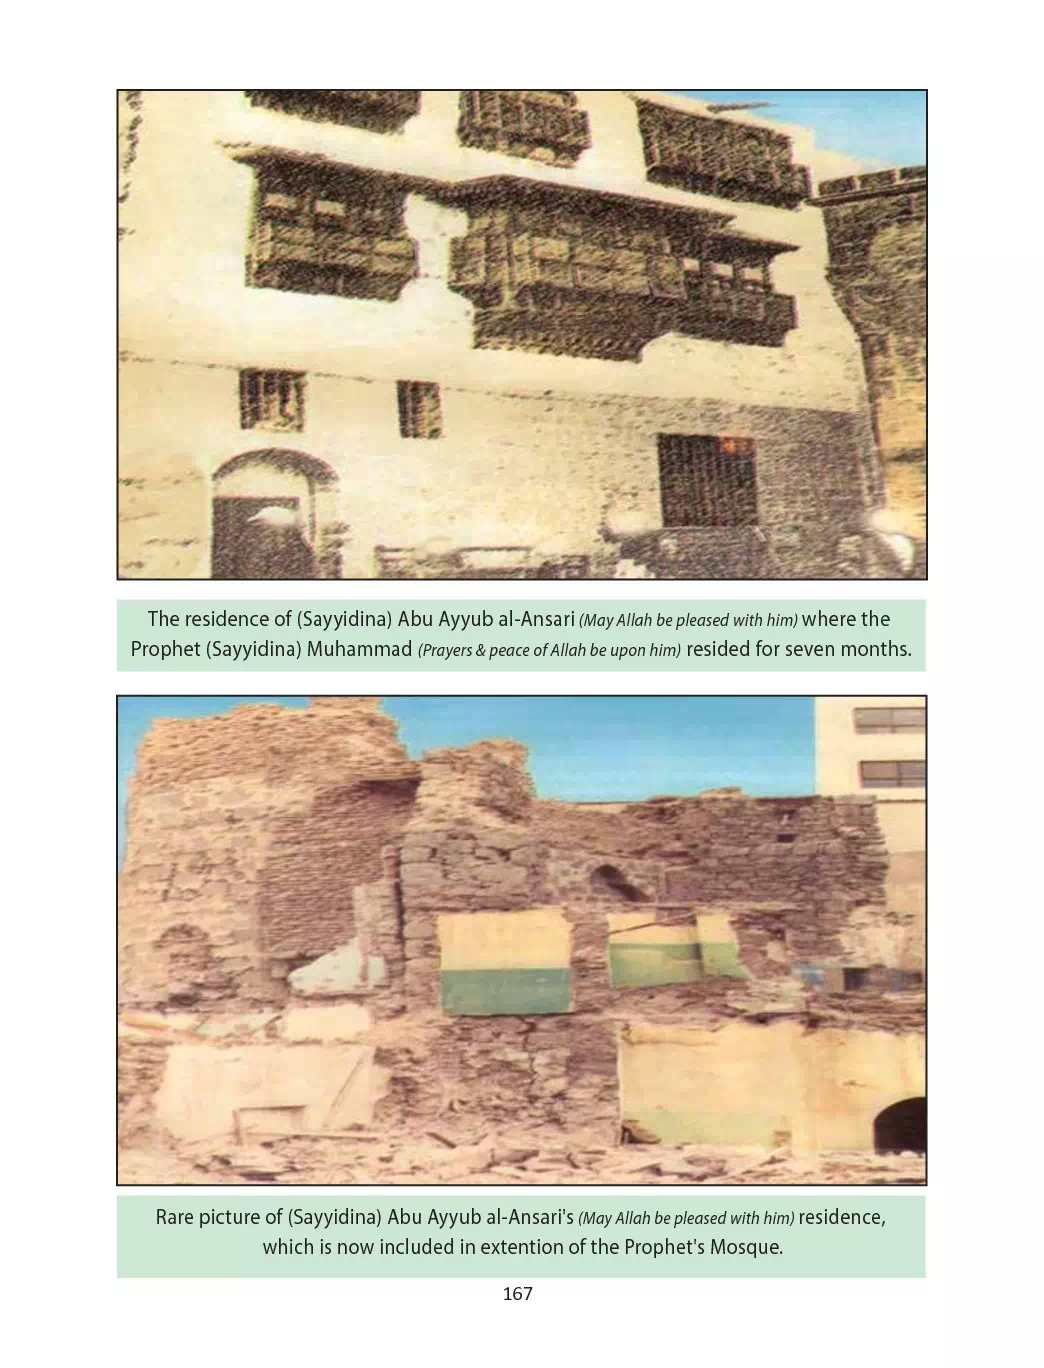 The residence of (Sayyidina) Abu Ayyub al-Ansari (May Allah be pleased with him) where the
Prophet (Sayyidina) Muhammad (Prayers & peace of Allah be upon him) resided for seven months.
Rare picture of (Sayyidina) Abu Ayyub al-Ansari's (May Allah be pleased with him) residence,
which is now included in extention of the Prophet's Mosque.
167